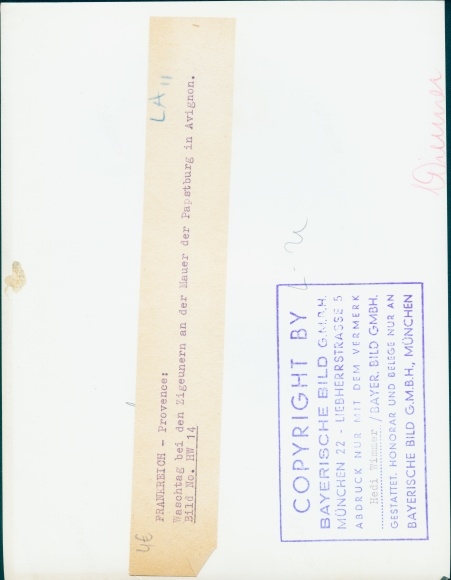 LA 11
FRANKREICH - Provence:
Waschtag bei den Zigeunern an der Mauer der Papstburg in Avignon.
Bild No. HW 14
4€
COPYRIGHT BY
BAYERISCHE BILD G.M.B.H.
MÜNCHEN 22 - LIEBHERRSTRASSE 5
ABDRUCK NUR MIT DEM VERMERK
Hedi Wimmer / BAYER. BILD GMBH.
GESTATTET. HONORAR UND BELEGE NUR AN
BAYERISCHE BILD G.M.B.H., MÜNCHEN